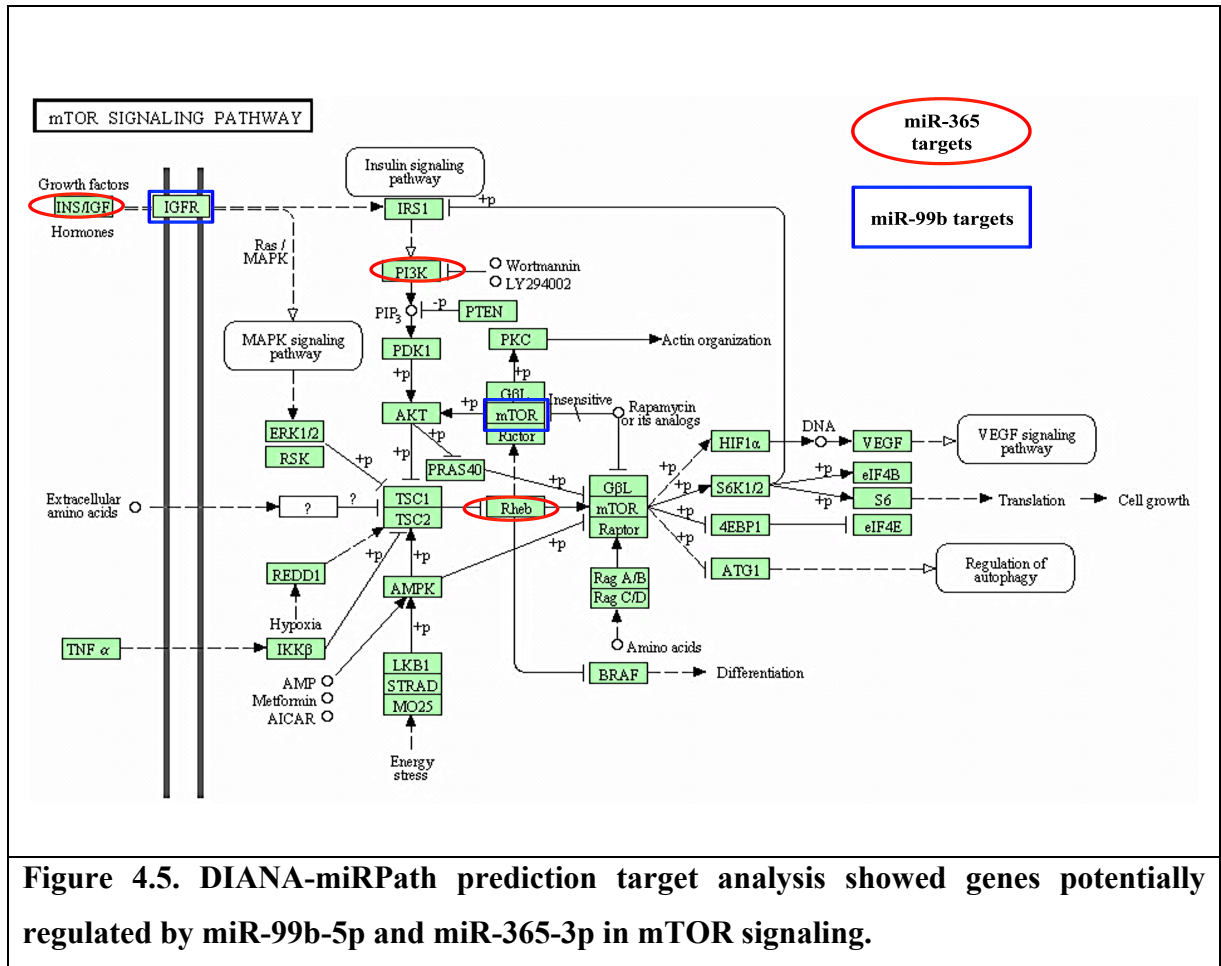 mTOR SIGNALING PATHWAY
miR-365
targets
miR-99b targets
Growth factors
INS/IGF
Hormones
IGFR
Insulin signaling
pathway
IRS1
+p
Ras /
MAPK
PI3K
Wortmannin
LY294002
PIP3
-p
PTEN
MAPK signaling
pathway
PDK1
PKC
Actin organization
+p
+p
GβL
mTOR
Rictor
Insensitive
Rapamycin
or its analogs
+p
AKT
ERK1/2
RSK
+p
+p
+p
PRAS40
+p
HIF1α
DNA
VEGF
VEGF signaling
pathway
+p
+p
eIF4B
S6K1/2
+p
S6
Translation
Cell growth
Extracellular
amino acids
?
?
TSC1
TSC2
Rheb
GβL
mTOR
Raptor
+p
4EBP1
eIF4E
+p
ATG1
Regulation of
autophagy
REDD1
+p
+p
+p
AMPK
Rag A/B
Rag C/D
Hypoxia
TNF α
IKKβ
+p
Amino acids
AMP
Metformin
AICAR
LKB1
STRAD
MO25
BRAF
Differentiation
Energy
stress
Figure 4.5. DIANA-miRPath prediction target analysis showed genes potentially
regulated by miR-99b-5p and miR-365-3p in mTOR signaling.